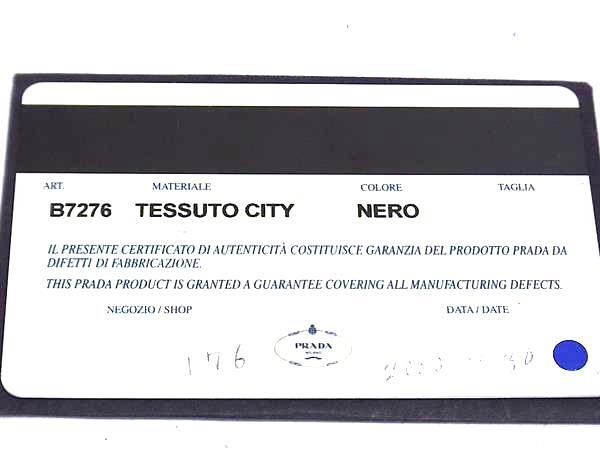 ART. MATERIALE COLORE TAGLIA
B7276 TESSUTO CITY NERO
IL PRESENTE CERTIFICATO DI AUTENTICITÀ COSTITUISCE GARANZIA DEL PRODOTTO PRADA DA
DIFETTI DI FABBRICAZIONE.
THIS PRADA PRODUCT IS GRANTED A GUARANTEE COVERING ALL MANUFACTURING DEFECTS.
NEGOZIO / SHOP DATA / DATE
PRADA
MILANO
176